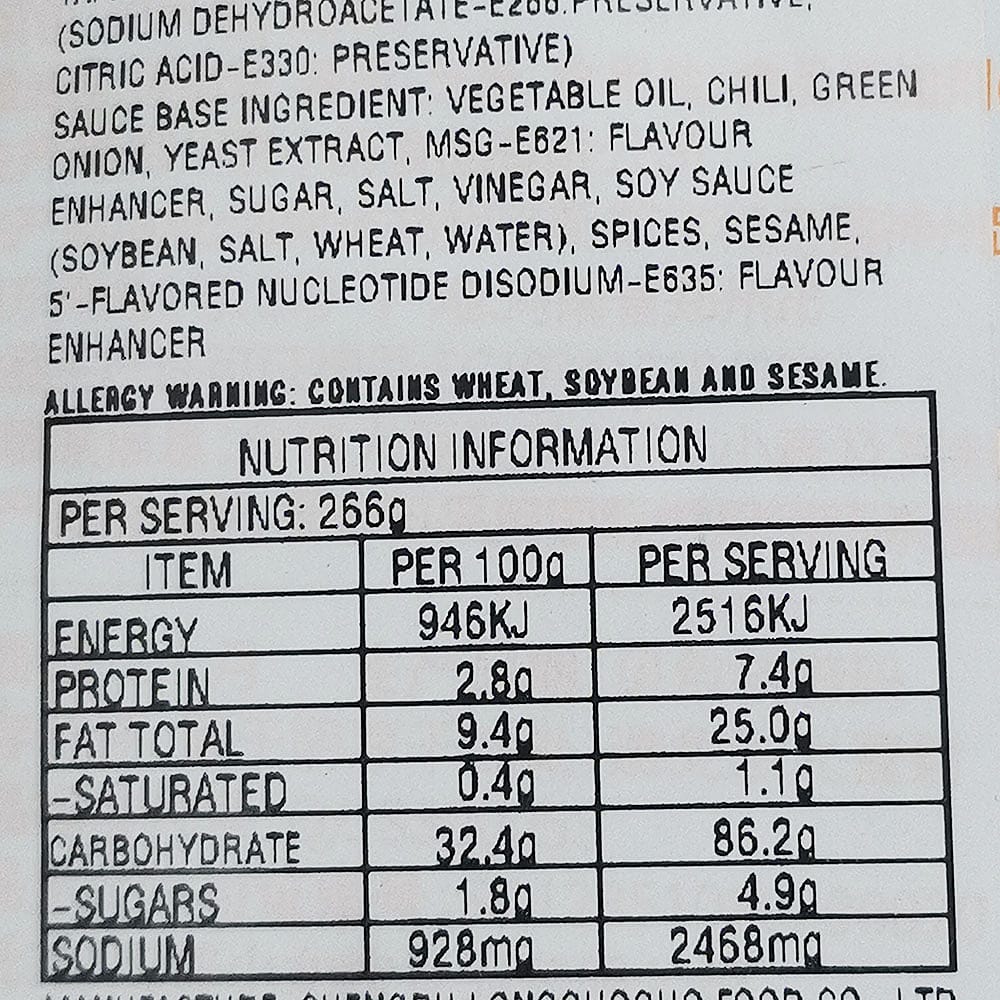 (SODIUM DEHYDROACETATE-E266: PRESERVATIVE,
CITRIC ACID-E330: PRESERVATIVE)
SAUCE BASE INGREDIENT: VEGETABLE OIL, CHILI, GREEN
ONION, YEAST EXTRACT, MSG-E621: FLAVOUR
ENHANCER, SUGAR, SALT, VINEGAR, SOY SAUCE
(SOYBEAN, SALT, WHEAT, WATER), SPICES, SESAME,
5'-FLAVORED NUCLEOTIDE DISODIUM-E635: FLAVOUR
ENHANCER
ALLERGY WARNING: CONTAINS WHEAT, SOYBEAN AND SESAME.
NUTRITION INFORMATION
PER SERVING: 266g
ITEM PER 100g PER SERVING
ENERGY 946KJ 2516KJ
PROTEIN 2.8g 7.4g
FAT TOTAL 9.4g 25.0g
-SATURATED 0.4g 1.1g
CARBOHYDRATE 32.4g 86.2g
-SUGARS 1.8g 4.9g
SODIUM 928mg 2468mg
FOOD CO., LTD